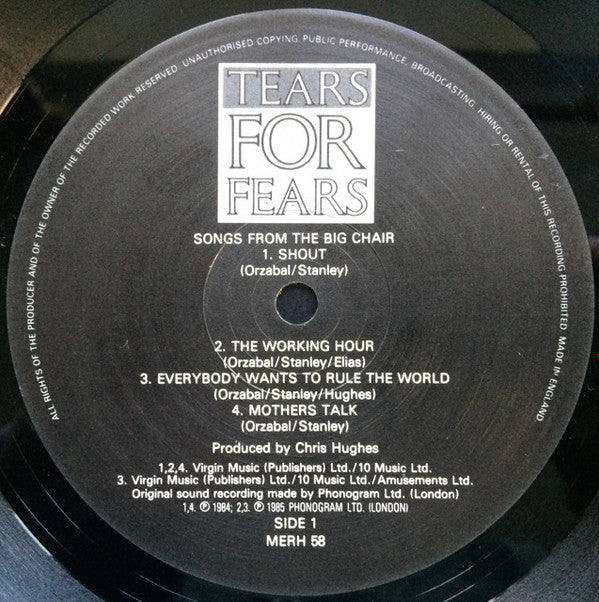 ALL RIGHTS OF THE PRODUCER AND OF THE OWNER OF THE RECORDED WORK RESERVED. UNAUTHORISED COPYING, PUBLIC PERFORMANCE, BROADCASTING, HIRING OR RENTAL OF THIS RECORDING PROHIBITED. MADE IN ENGLAND
TEARS
FOR
FEARS
SONGS FROM THE BIG CHAIR
1. SHOUT
(Orzabal/Stanley)
2. THE WORKING HOUR
(Orzabal/Stanley/Elias)
3. EVERYBODY WANTS TO RULE THE WORLD
(Orzabal/Stanley/Hughes)
4. MOTHERS TALK
(Orzabal/Stanley)
Produced by Chris Hughes
1,2,4. Virgin Music (Publishers) Ltd./10 Music Ltd.
3. Virgin Music (Publishers) Ltd./10 Music Ltd./Amusements Ltd.
Original sound recording made by Phonogram Ltd. (London)
1,4. ℗ 1984; 2,3. ℗ 1985 PHONOGRAM LTD. (LONDON)
SIDE 1
MERH 58